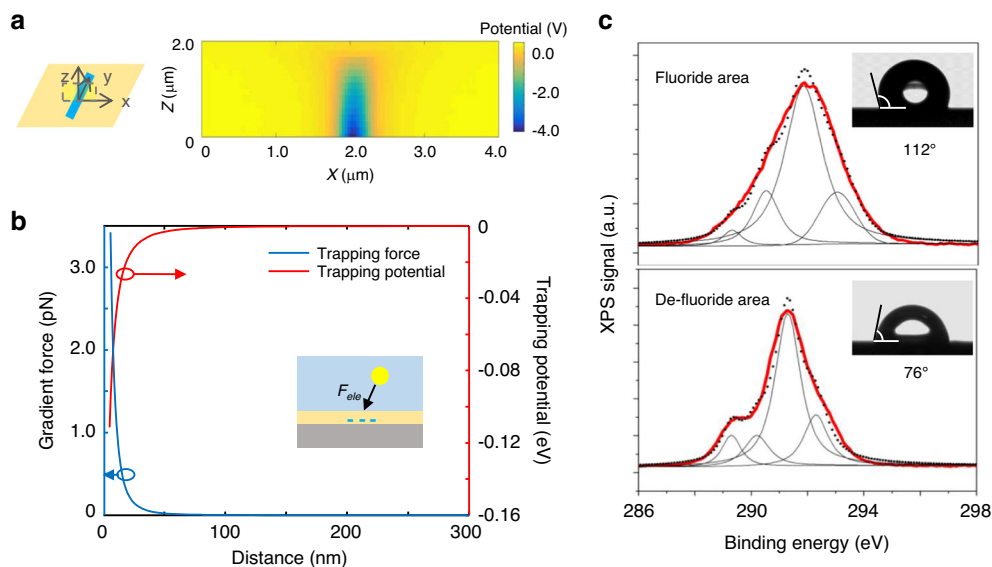 a
z
y
r
x
Potential (V)
2.0
0
Z (μm)
0
1.0
2.0
3.0
4.0
X (μm)
0.0
-2.0
-4.0
b
3.0
2.0
1.0
0
Gradient force (pN)
Trapping force
Trapping potential
F_ele
0
-0.04
-0.08
-0.12
-0.16
Trapping potential (eV)
0
50
100
200
300
Distance (nm)
c
Fluoride area
112°
De-fluoride area
76°
XPS signal (a.u.)
286
290
294
298
Binding energy (eV)